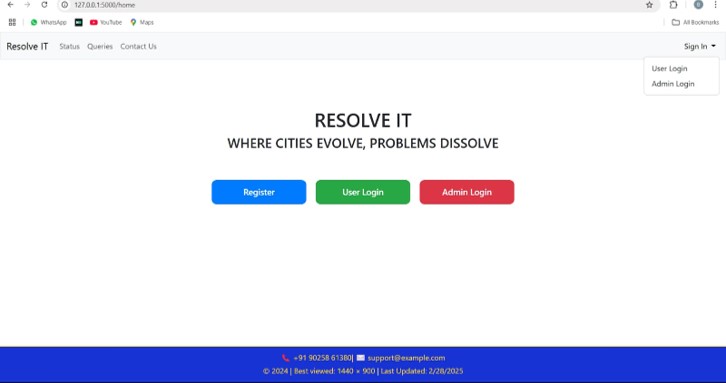 127.0.0.1:5000/home
WhatsApp YouTube Maps All Bookmarks
Resolve IT Status Queries Contact Us Sign In
User Login
Admin Login
RESOLVE IT
WHERE CITIES EVOLVE, PROBLEMS DISSOLVE
Register User Login Admin Login
+91 90258 61380| support@example.com
© 2024 | Best viewed: 1440 × 900 | Last Updated: 2/28/2025